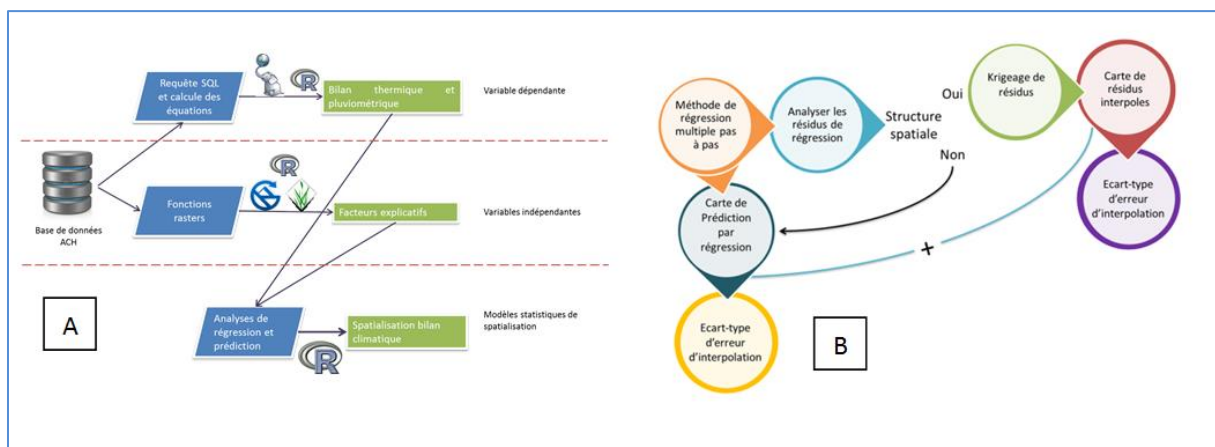 Requête SQL
et calcule des
équations
R
Bilan thermique et
pluviométrique
Variable dépendante
Base de données
ACH
Fonctions
rasters
R
Facteurs explicatifs
Variables indépendantes
A
Analyses de
régression et
prédiction
R
Spatialisation bilan
climatique
Modèles statistiques de
spatialisation
Méthode de
régression
multiple pas
à pas
Analyser les
résidus de
régression
Structure
spatiale
Oui
Non
Krigeage de
résidus
Carte de
résidus
interpoles
Ecart-type
d'erreur
d'interpolation
Carte de
Prédiction
par
régression
+
Ecart-type
d'erreur
d'interpolation
B